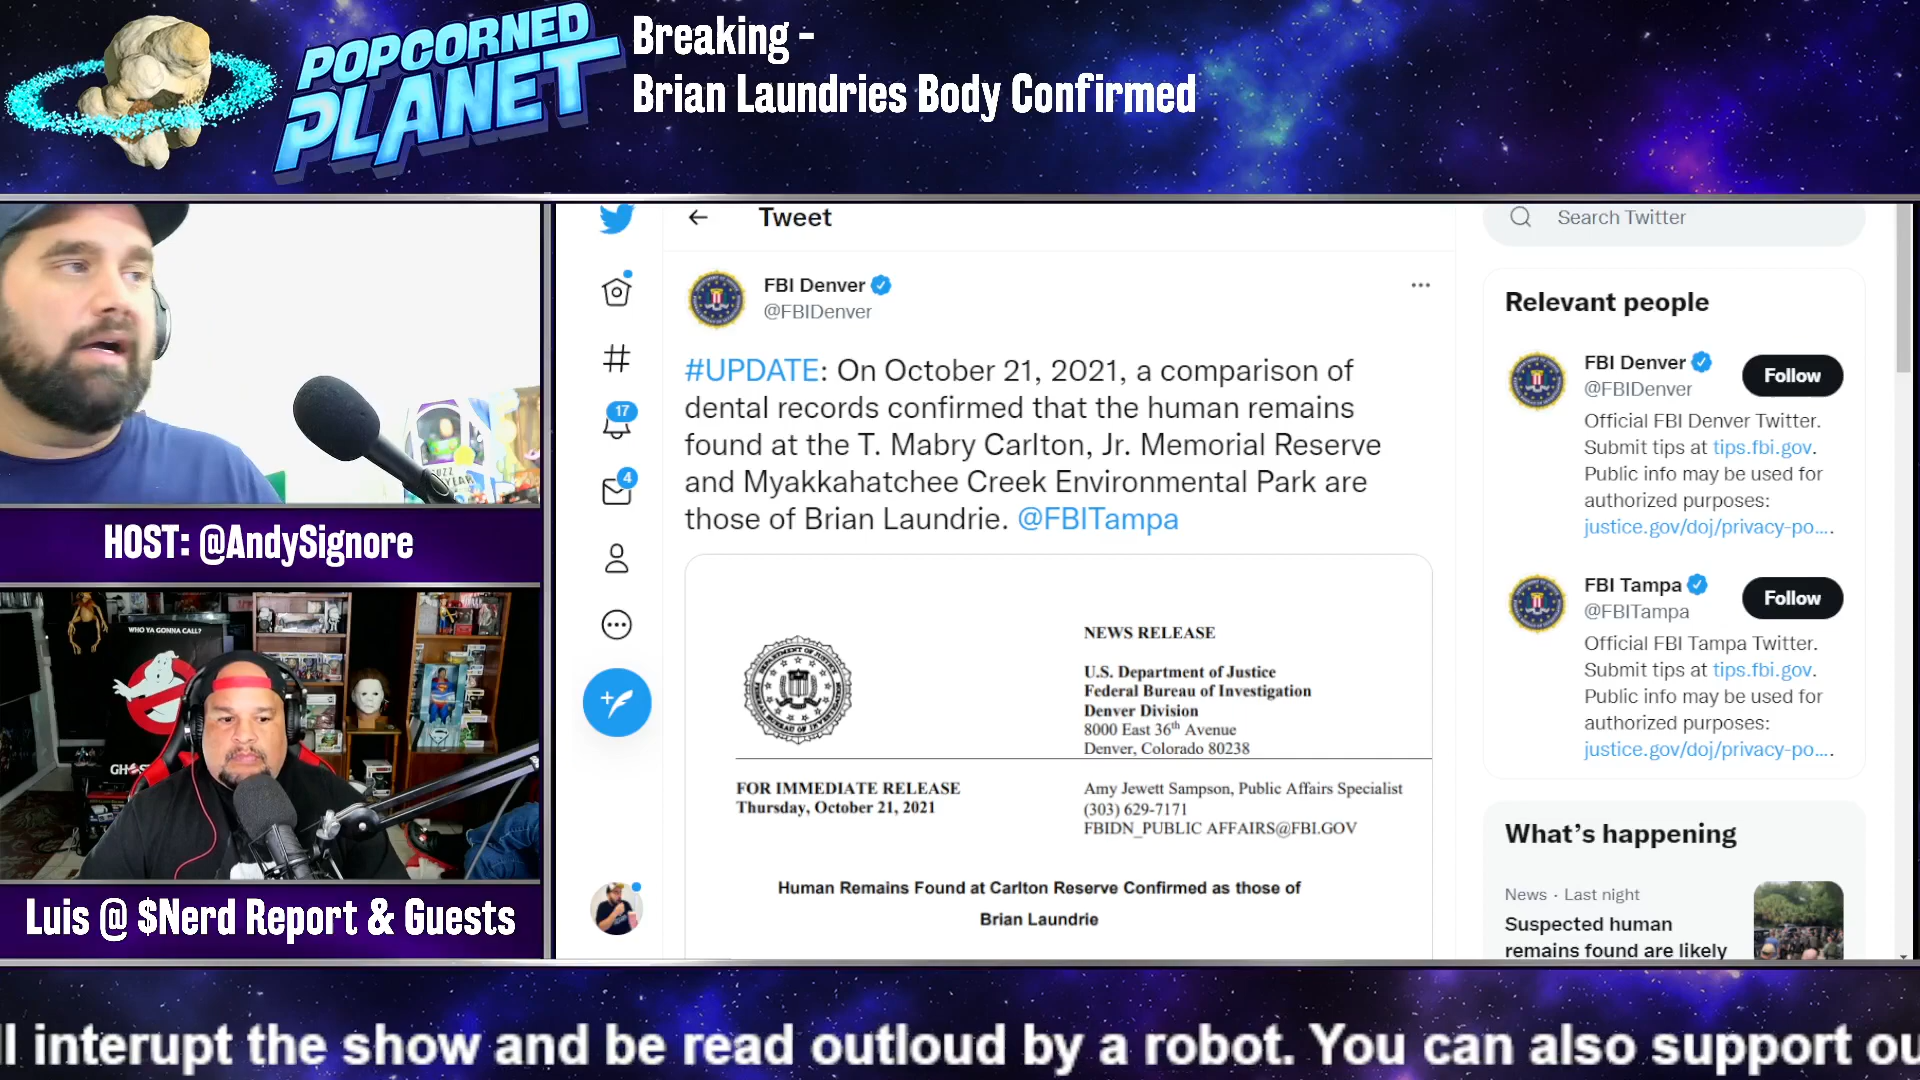 POPCORNED
PLANET
Breaking -
Brian Laundries Body Confirmed
HOST: @AndySignore
WHO YA GONNA CALL?
Luis @ $Nerd Report & Guests
Tweet
FBI Denver
@FBIDenver
#UPDATE: On October 21, 2021, a comparison of
dental records confirmed that the human remains
found at the T. Mabry Carlton, Jr. Memorial Reserve
and Myakkahatchee Creek Environmental Park are
those of Brian Laundrie. @FBITampa
17
4
NEWS RELEASE
U.S. Department of Justice
Federal Bureau of Investigation
Denver Division
8000 East 36th Avenue
Denver, Colorado 80238
FOR IMMEDIATE RELEASE
Thursday, October 21, 2021
Amy Jewett Sampson, Public Affairs Specialist
(303) 629-7171
FBIDN_PUBLIC AFFAIRS@FBI.GOV
Human Remains Found at Carlton Reserve Confirmed as those of
Brian Laundrie
Search Twitter
Relevant people
FBI Denver
@FBIDenver
Follow
Official FBI Denver Twitter.
Submit tips at tips.fbi.gov.
Public info may be used for
authorized purposes:
justice.gov/doj/privacy-po….
FBI Tampa
@FBITampa
Follow
Official FBI Tampa Twitter.
Submit tips at tips.fbi.gov.
Public info may be used for
authorized purposes:
justice.gov/doj/privacy-po….
What's happening
News · Last night
Suspected human
remains found are likely
ll interupt the show and be read outloud by a robot. You can also support ou